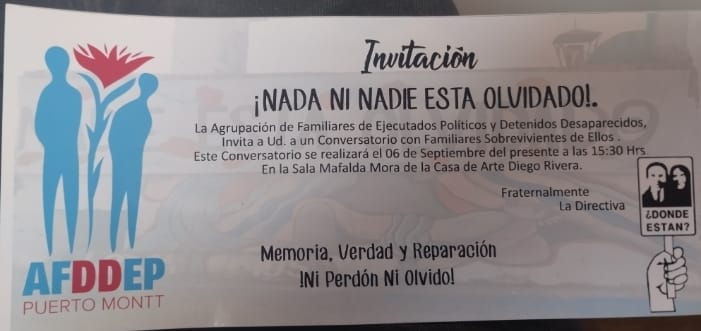 Invitación
¡NADA NI NADIE ESTA OLVIDADO!.
La Agrupación de Familiares de Ejecutados Políticos y Detenidos Desaparecidos,
Invita a Ud. a un Conversatorio con Familiares Sobrevivientes de Ellos .
Este Conversatorio se realizará el 06 de Septiembre del presente a las 15:30 Hrs.
En la Sala Mafalda Mora de la Casa de Arte Diego Rivera.
Fraternalmente
La Directiva
¿DONDE
ESTAN?
Memoria, Verdad y Reparación
!Ni Perdón Ni Olvido!
AFDDEP
PUERTO MONTT